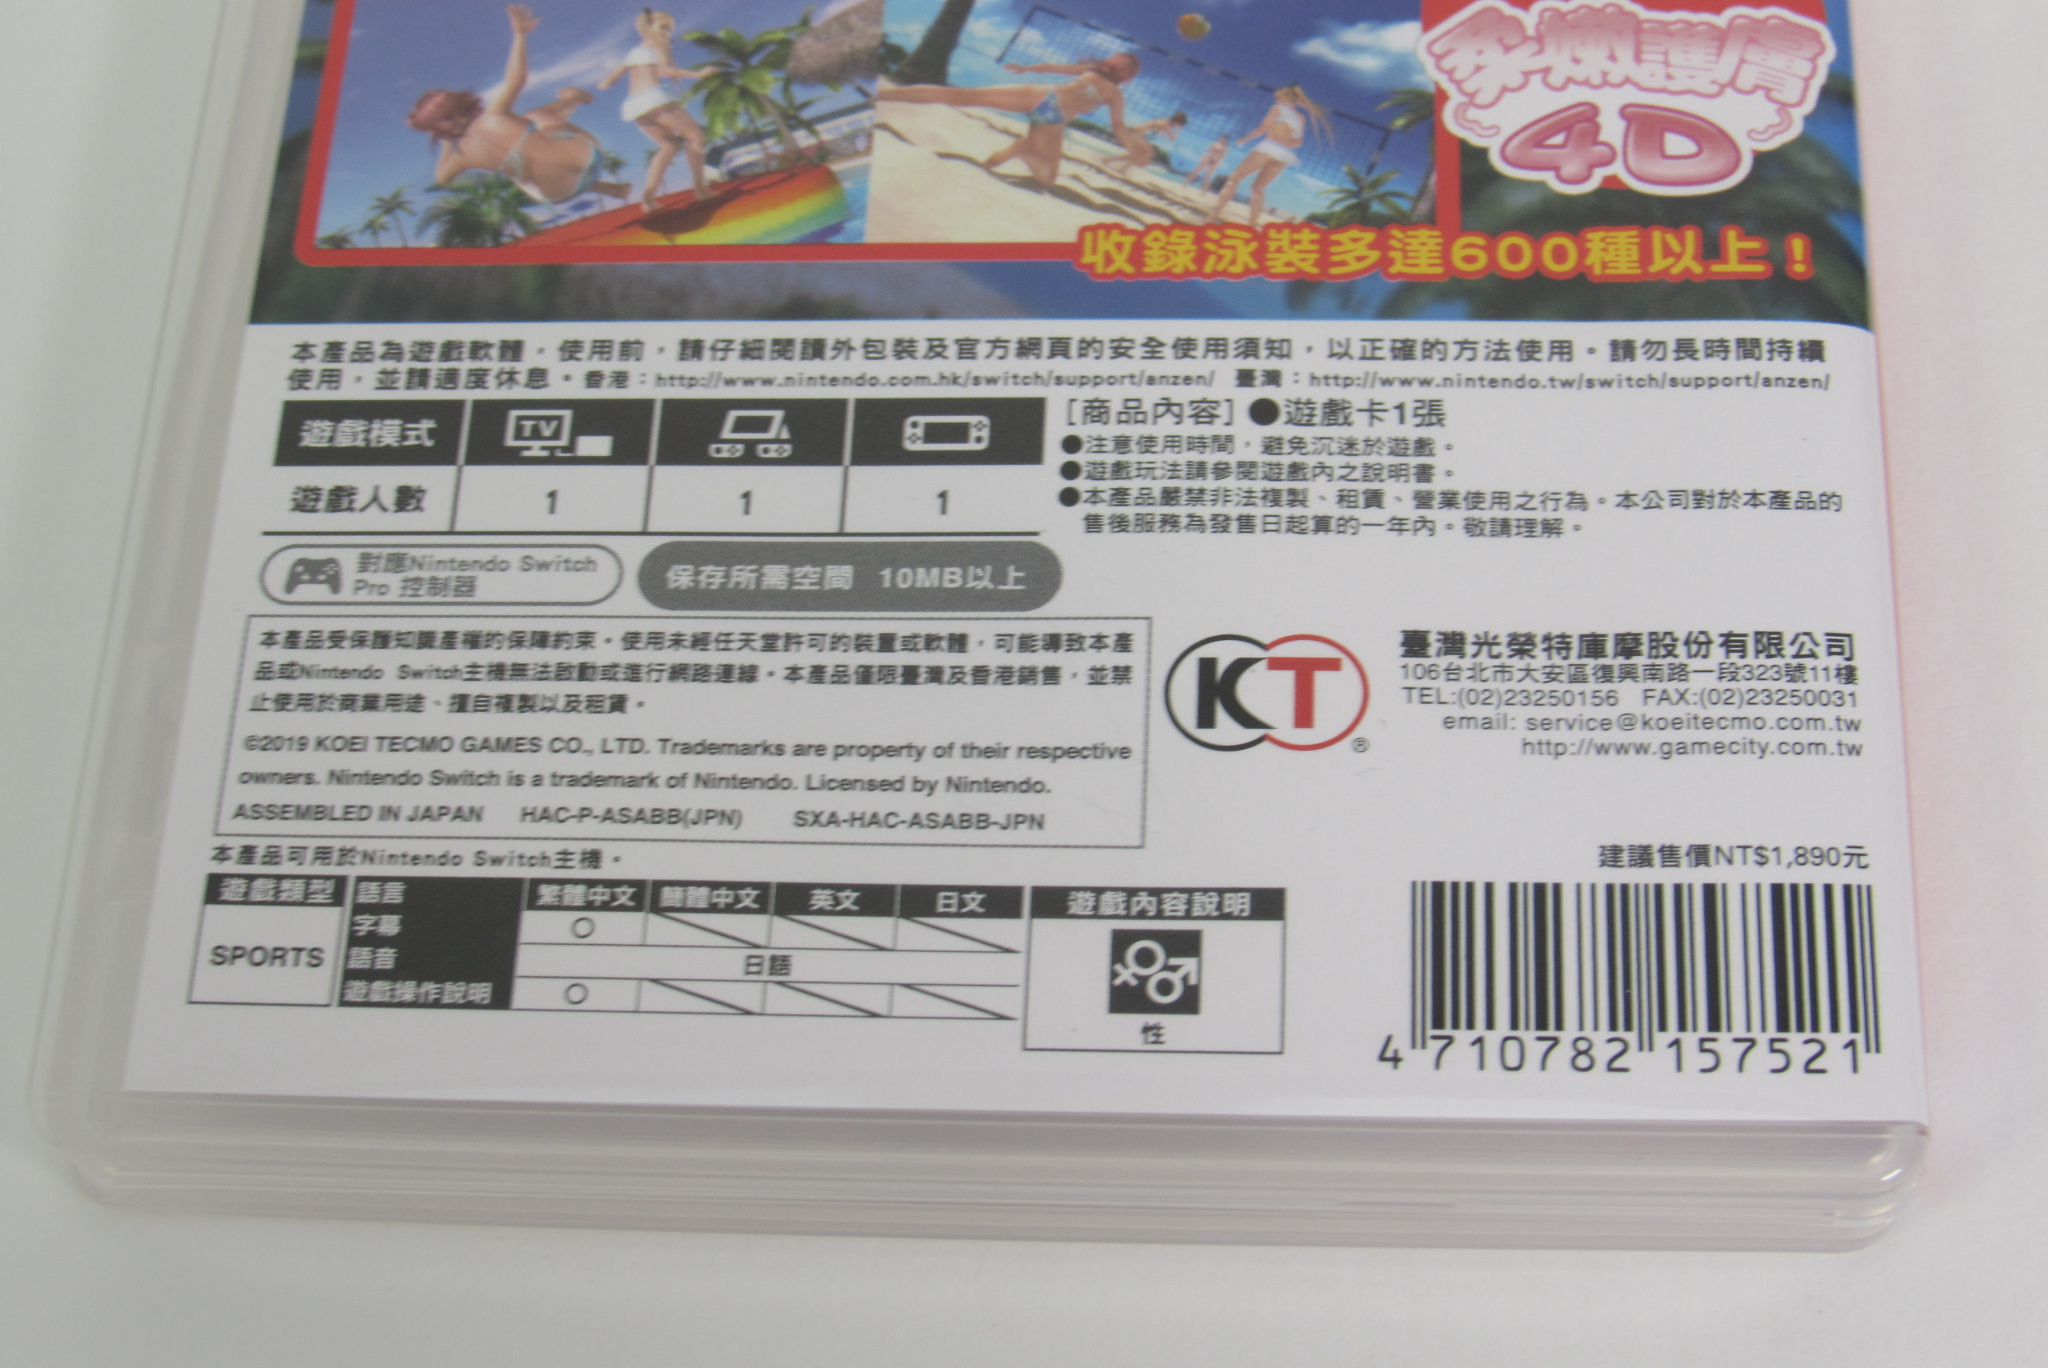 柔嫩護膚
4D
收錄泳裝多達600種以上！
本產品為遊戲軟體，使用前，請仔細閱讀外包裝及官方網頁的安全使用須知，以正確的方法使用。請勿長時間持續
使用，並請適度休息。香港：http://www.nintendo.com.hk/switch/support/anzen/ 臺灣：http://www.nintendo.tw/switch/support/anzen/
遊戲模式 TV
遊戲人數 1 1 1
[商品內容] ●遊戲卡1張
●注意使用時間，避免沉迷於遊戲。
●遊戲玩法請參閱遊戲內之說明書。
●本產品嚴禁非法複製、租賃、營業使用之行為。本公司對於本產品的
售後服務為發售日起算的一年內。敬請理解。
對應Nintendo Switch
Pro 控制器
保存所需空間 10MB以上
本產品受保護知識產權的保障約束。使用未經任天堂許可的裝置或軟體，可能導致本產
品或Nintendo Switch主機無法啟動或進行網路連線。本產品僅限臺灣及香港銷售，並禁
止使用於商業用途、擅自複製以及租賃。
©2019 KOEI TECMO GAMES CO., LTD. Trademarks are property of their respective
owners. Nintendo Switch is a trademark of Nintendo. Licensed by Nintendo.
ASSEMBLED IN JAPAN HAC-P-ASABB(JPN) SXA-HAC-ASABB-JPN
KT®
臺灣光榮特庫摩股份有限公司
106台北市大安區復興南路一段323號11樓
TEL:(02)23250156 FAX:(02)23250031
email: service@koeitecmo.com.tw
http://www.gamecity.com.tw
本產品可用於Nintendo Switch主機。
遊戲類型
SPORTS
語言 繁體中文 簡體中文 英文 日文
字幕 ○
語音 日語
遊戲操作說明 ○
遊戲內容說明
性
建議售價NT$1,890元
4 710782 157521